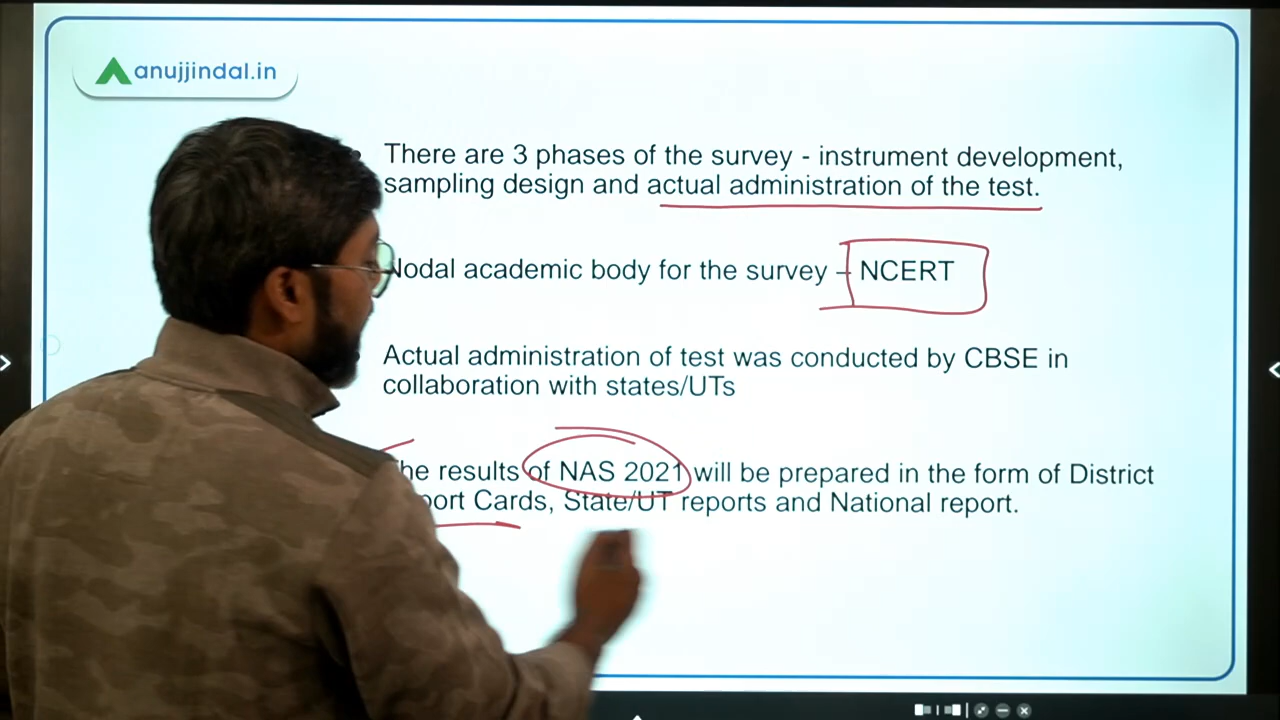 anujjindal.in
There are 3 phases of the survey - instrument development,
sampling design and actual administration of the test.
Nodal academic body for the survey - NCERT
Actual administration of test was conducted by CBSE in
collaboration with states/UTs
The results of NAS 2021 will be prepared in the form of District
Cards, State/UT reports and National report.